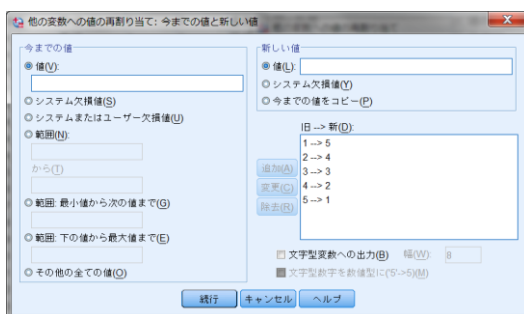 他の変数への値の再割り当て: 今までの値と新しい値
今までの値
値(V):
システム欠損値(S)
システムまたはユーザー欠損値(U)
範囲(N):
から(T)
範囲: 最小値から次の値まで(G)
範囲: 下の値から最大値まで(E)
その他の全ての値(O)
新しい値
値(L):
システム欠損値(Y)
今までの値をコピー(P)
旧 --> 新(D):
追加(A)
変更(C)
除去(R)
1 --> 5
2 --> 4
3 --> 3
4 --> 2
5 --> 1
文字型変数への出力(B) 幅(W): 8
文字型数字を数値型に('5'->5)(M)
続行 キャンセル ヘルプ